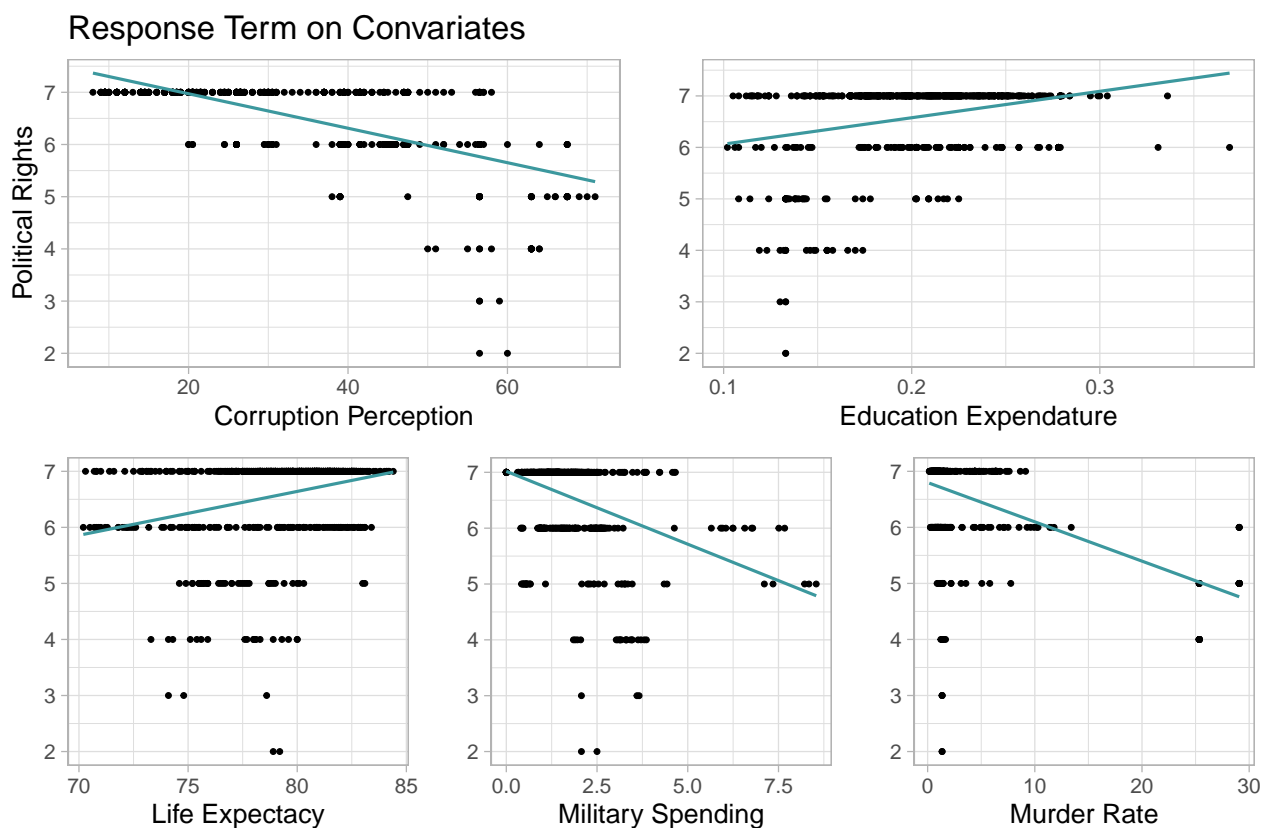 Response Term on Convariates
Political Rights
7
6
5
4
3
2
20 40 60
Corruption Perception
7
6
5
4
3
2
0.1 0.2 0.3
Education Expendature
7
6
5
4
3
2
70 75 80 85
Life Expectacy
7
6
5
4
3
2
0.0 2.5 5.0 7.5
Military Spending
7
6
5
4
3
2
0 10 20 30
Murder Rate